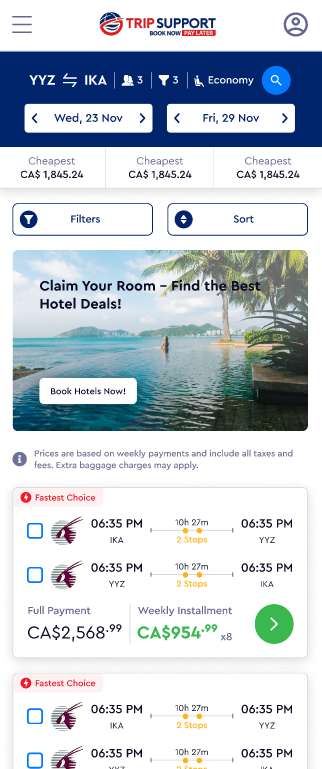 TRIP SUPPORT
BOOK NOW PAY LATER
YYZ IKA 3 3 Economy
Wed, 23 Nov Fri, 29 Nov
Cheapest Cheapest Cheapest
CA$ 1,845.24 CA$ 1,845.24 CA$ 1,845.24
Filters Sort
Claim Your Room – Find the Best
Hotel Deals!
Book Hotels Now!
Prices are based on weekly payments and include all taxes and
fees. Extra baggage charges may apply.
Fastest Choice
06:35 PM 10h 27m 06:35 PM
IKA 2 Stops YYZ
06:35 PM 10h 27m 06:35 PM
YYZ 2 Stops IKA
Full Payment Weekly Installment
CA$2,568.99 CA$954.99 x8
Fastest Choice
06:35 PM 10h 27m 06:35 PM
IKA 2 Stops YYZ
06:35 PM 10h 27m 06:35 PM